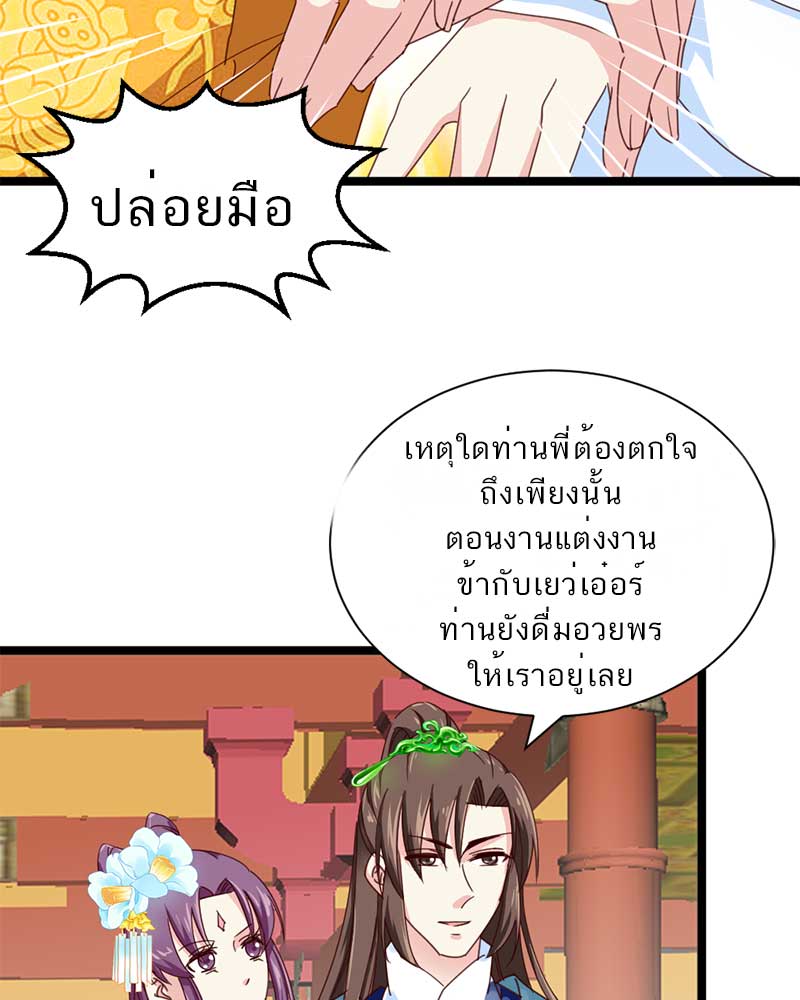 ปล่อยมือ
เหตุใดท่านพี่ต้องตกใจ
ถึงเพียงนั้น
ตอนงานแต่งงาน
ข้ากับเยว่เอ๋อร์
ท่านยังดื่มอวยพร
ให้เราอยู่เลย